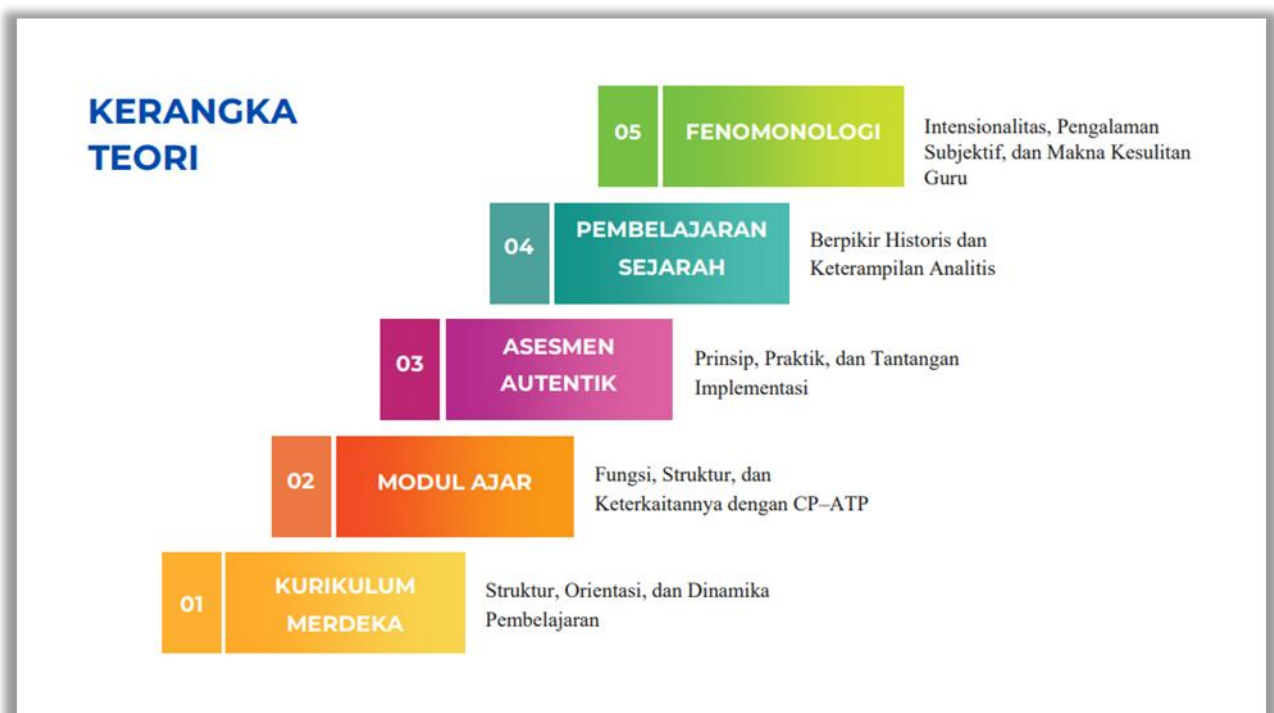 KERANGKA
TEORI
05
FENOMONOLOGI
Intensionalitas, Pengalaman
Subjektif, dan Makna Kesulitan
Guru
04
PEMBELAJARAN
SEJARAH
Berpikir Historis dan
Keterampilan Analitis
03
ASESMEN
AUTENTIK
Prinsip, Praktik, dan Tantangan
Implementasi
02
MODUL AJAR
Fungsi, Struktur, dan
Keterkaitannya dengan CP–ATP
01
KURIKULUM
MERDEKA
Struktur, Orientasi, dan Dinamika
Pembelajaran